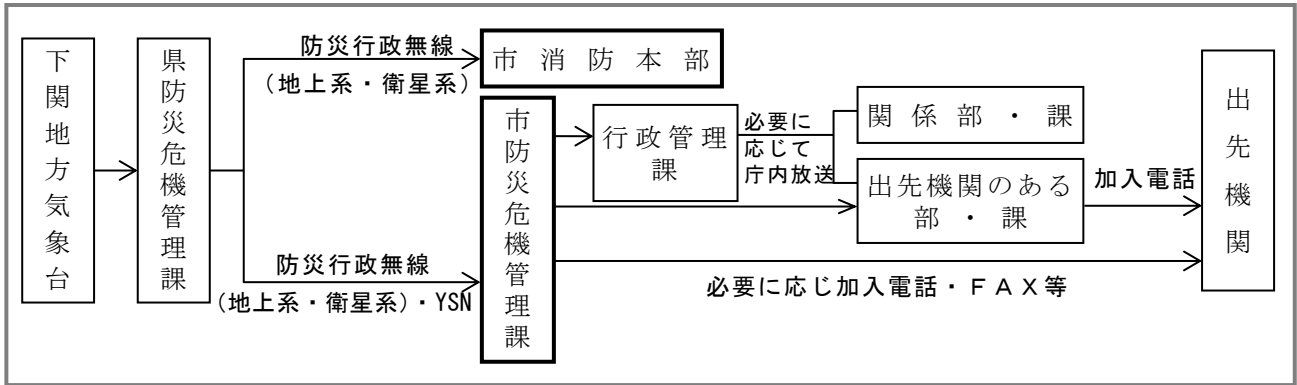 下関地方気象台
県防災危機管理課
防災行政無線
(地上系・衛星系)
市消防本部
防災行政無線
(地上系・衛星系)・YSN
市防災危機管理課
行政管理
課
必要に
応じて
庁内放送
関係部・課
出先機関のある
部・課
加入電話
必要に応じ加入電話・ＦＡＸ等
出先機関